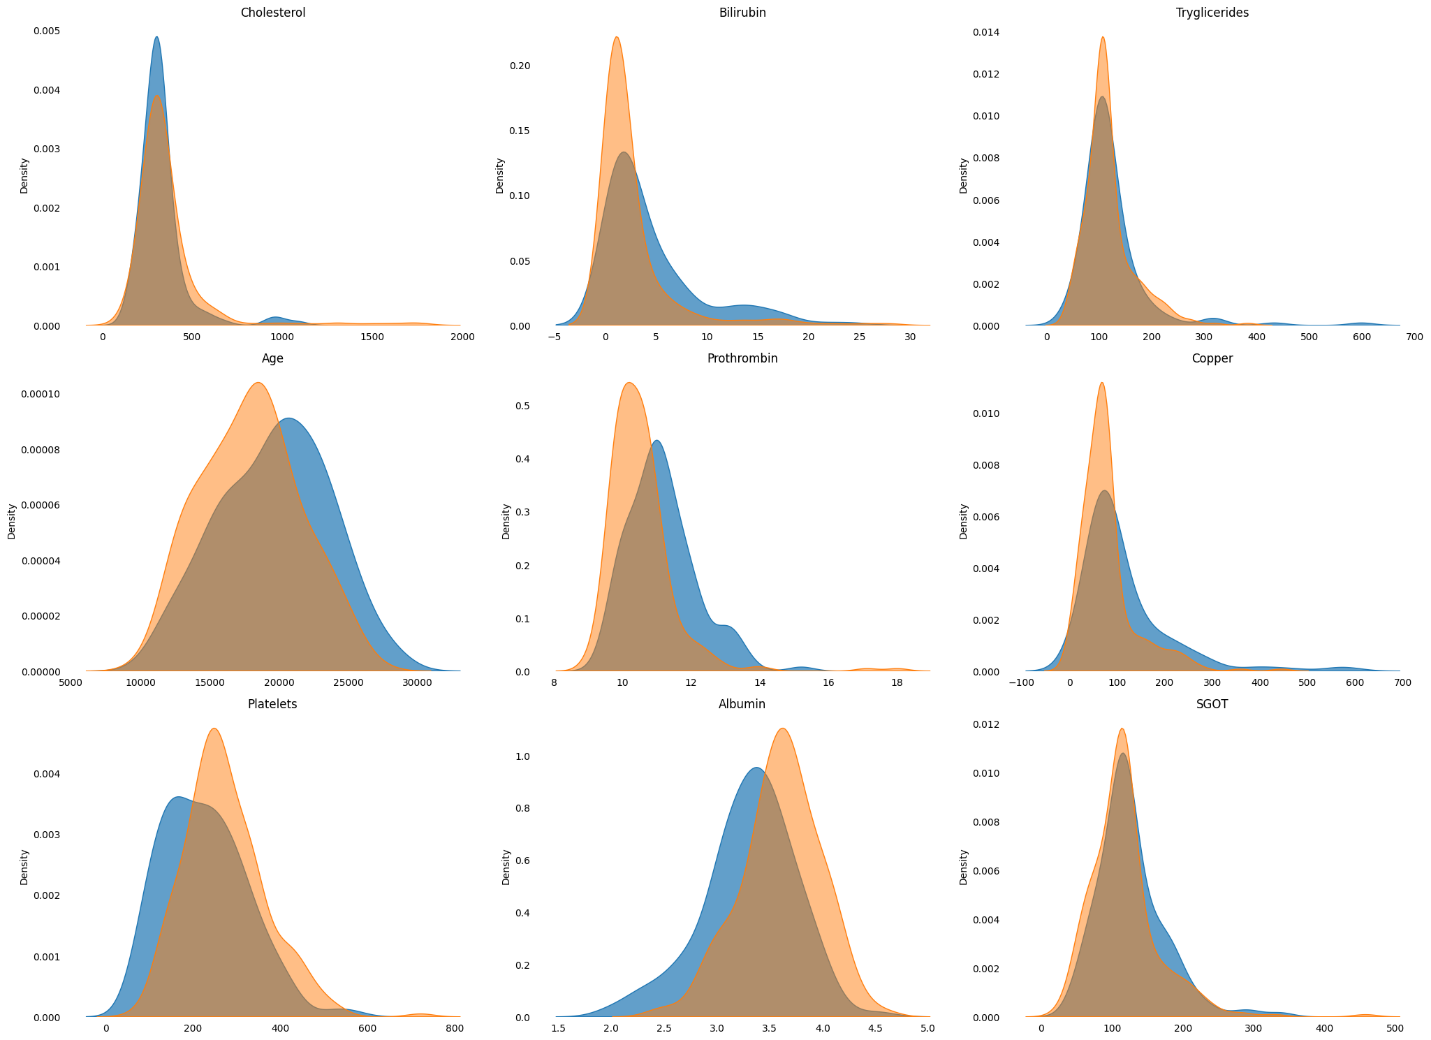 Cholesterol
0.005
0.004
0.003
0.002
0.001
0.000
Density
0 500 1000 1500 2000
Bilirubin
0.20
0.15
0.10
0.05
0.00
Density
−5 0 5 10 15 20 25 30
Tryglicerides
0.014
0.012
0.010
0.008
0.006
0.004
0.002
0.000
Density
0 100 200 300 400 500 600 700
Age
0.00010
0.00008
0.00006
0.00004
0.00002
0.00000
Density
5000 10000 15000 20000 25000 30000
Prothrombin
0.5
0.4
0.3
0.2
0.1
0.0
Density
8 10 12 14 16 18
Copper
0.010
0.008
0.006
0.004
0.002
0.000
Density
−100 0 100 200 300 400 500 600 700
Platelets
0.004
0.003
0.002
0.001
0.000
Density
0 200 400 600 800
Albumin
1.0
0.8
0.6
0.4
0.2
0.0
Density
1.5 2.0 2.5 3.0 3.5 4.0 4.5 5.0
SGOT
0.012
0.010
0.008
0.006
0.004
0.002
0.000
Density
0 100 200 300 400 500